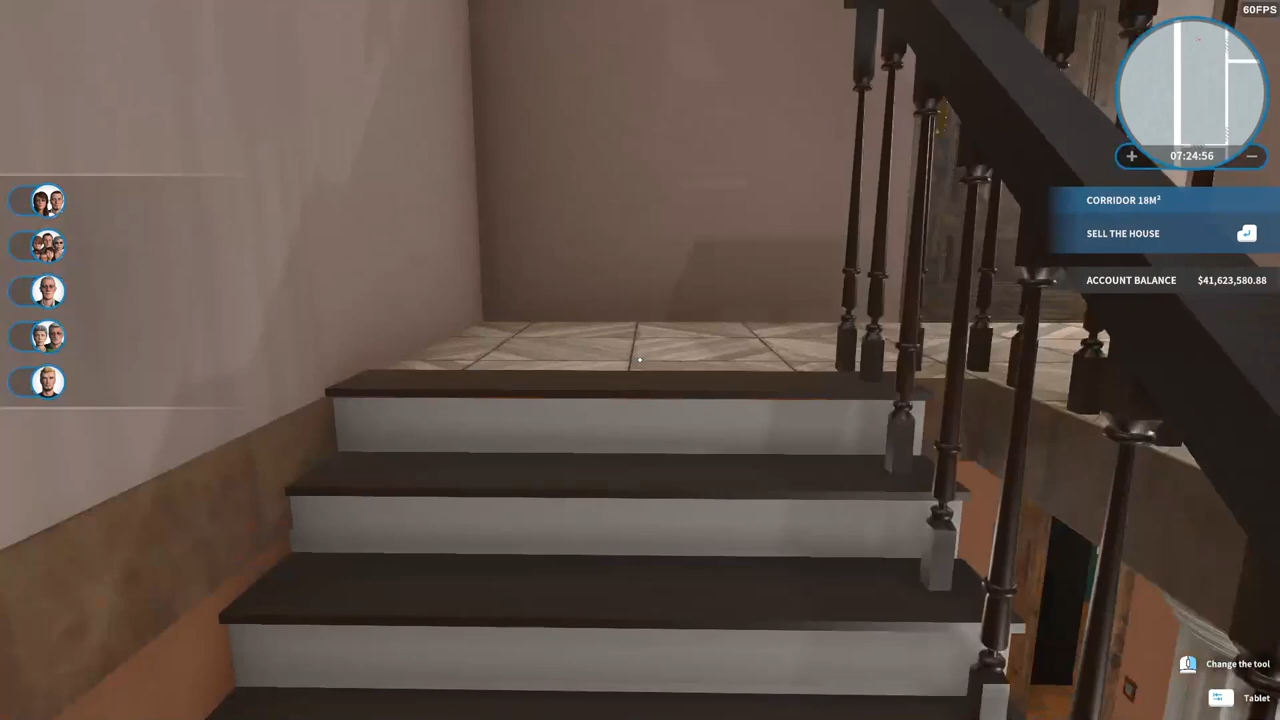 60FPS
07:24:56
CORRIDOR 18M²
SELL THE HOUSE
ACCOUNT BALANCE $41,623,580.88
Change the tool
Tablet